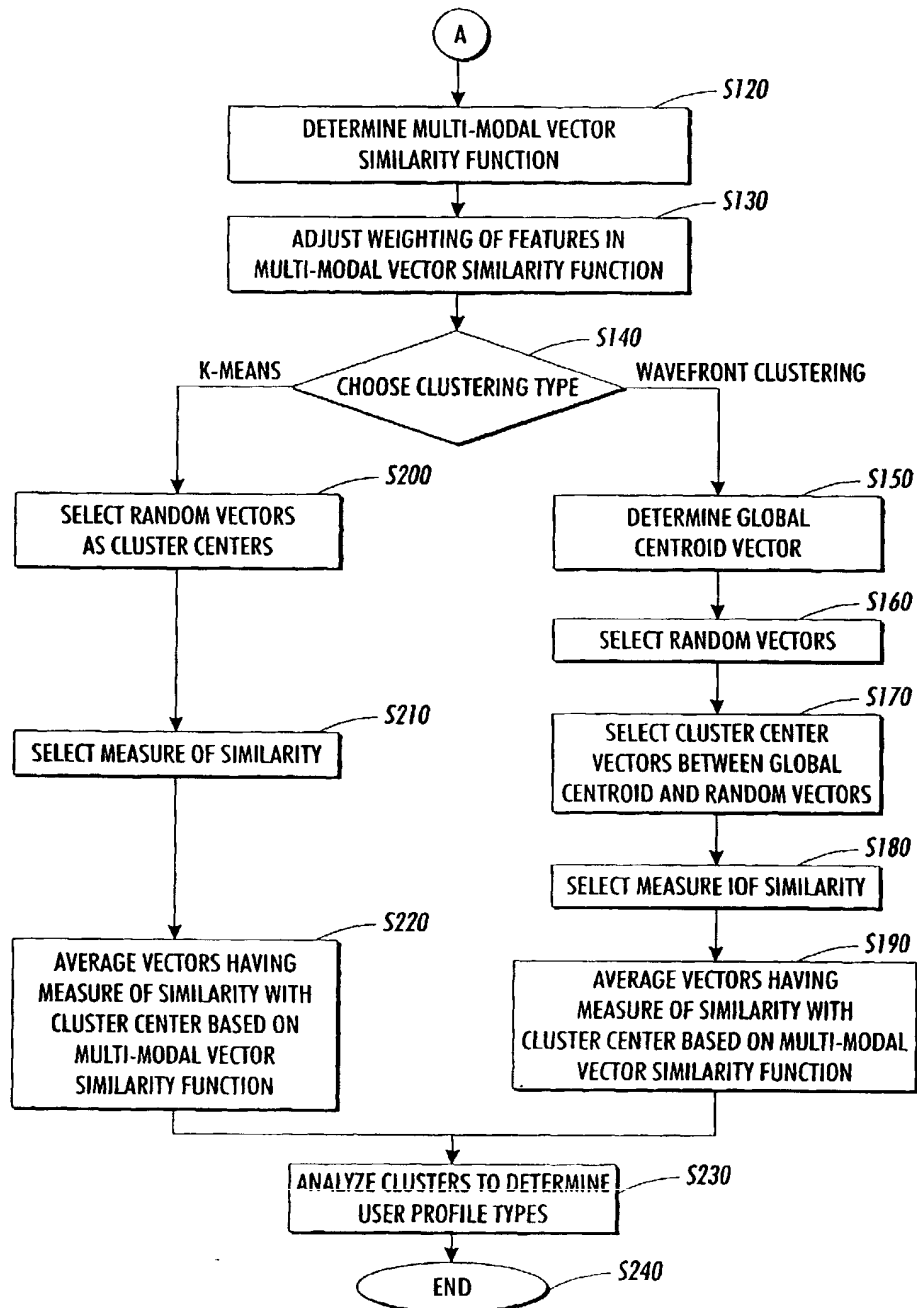 A
S120
DETERMINE MULTI-MODAL VECTOR
SIMILARITY FUNCTION
S130
ADJUST WEIGHTING OF FEATURES IN
MULTI-MODAL VECTOR SIMILARITY FUNCTION
S140
K-MEANS
CHOOSE CLUSTERING TYPE
WAVEFRONT CLUSTERING
S200
SELECT RANDOM VECTORS
AS CLUSTER CENTERS
S150
DETERMINE GLOBAL
CENTROID VECTOR
S160
SELECT RANDOM VECTORS
S210
SELECT MEASURE OF SIMILARITY
S170
SELECT CLUSTER CENTER
VECTORS BETWEEN GLOBAL
CENTROID AND RANDOM VECTORS
S180
SELECT MEASURE IOF SIMILARITY
S220
AVERAGE VECTORS HAVING
MEASURE OF SIMILARITY WITH
CLUSTER CENTER BASED ON
MULTI-MODAL VECTOR
SIMILARITY FUNCTION
S190
AVERAGE VECTORS HAVING
MEASURE OF SIMILARITY WITH
CLUSTER CENTER BASED ON MULTI-MODAL
VECTOR SIMILARITY FUNCTION
S230
ANALYZE CLUSTERS TO DETERMINE
USER PROFILE TYPES
END
S240